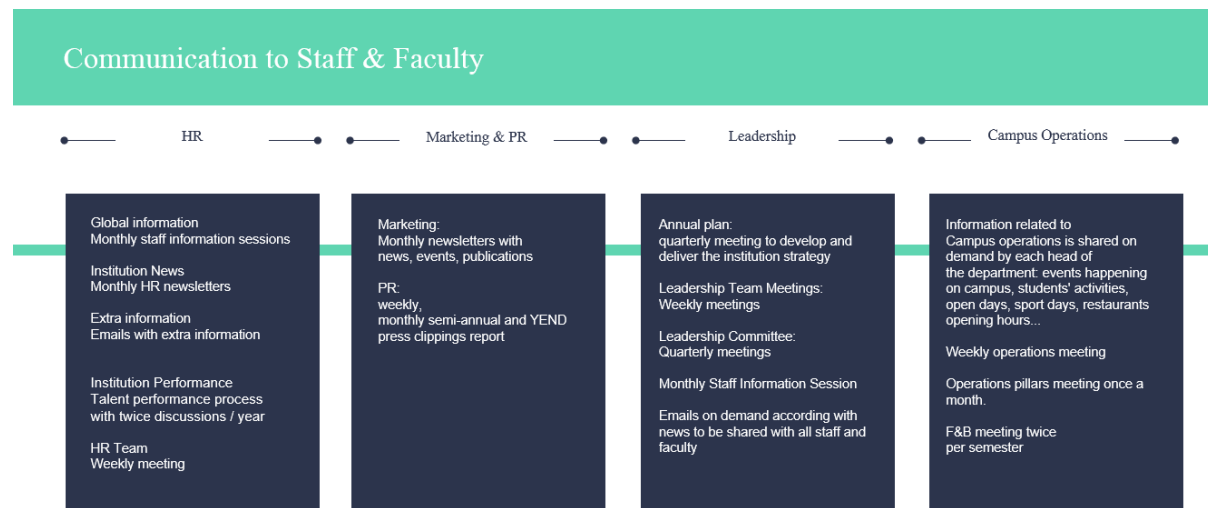 Communication to Staff & Faculty
HR
Marketing & PR
Leadership
Campus Operations
Global information
Monthly staff information sessions
Institution News
Monthly HR newsletters
Extra information
Emails with extra information
Institution Performance
Talent performance process
with twice discussions / year
HR Team
Weekly meeting
Marketing:
Monthly newsletters with
news, events, publications
PR:
weekly,
monthly semi-annual and YEND
press clippings report
Annual plan:
quarterly meeting to develop and
deliver the institution strategy
Leadership Team Meetings:
Weekly meetings
Leadership Committee:
Quarterly meetings
Monthly Staff Information Session
Emails on demand according with
news to be shared with all staff and
faculty
Information related to
Campus operations is shared on
demand by each head of
the department: events happening
on campus, students' activities,
open days, sport days, restaurants
opening hours...
Weekly operations meeting
Operations pillars meeting once a
month.
F&B meeting twice
per semester